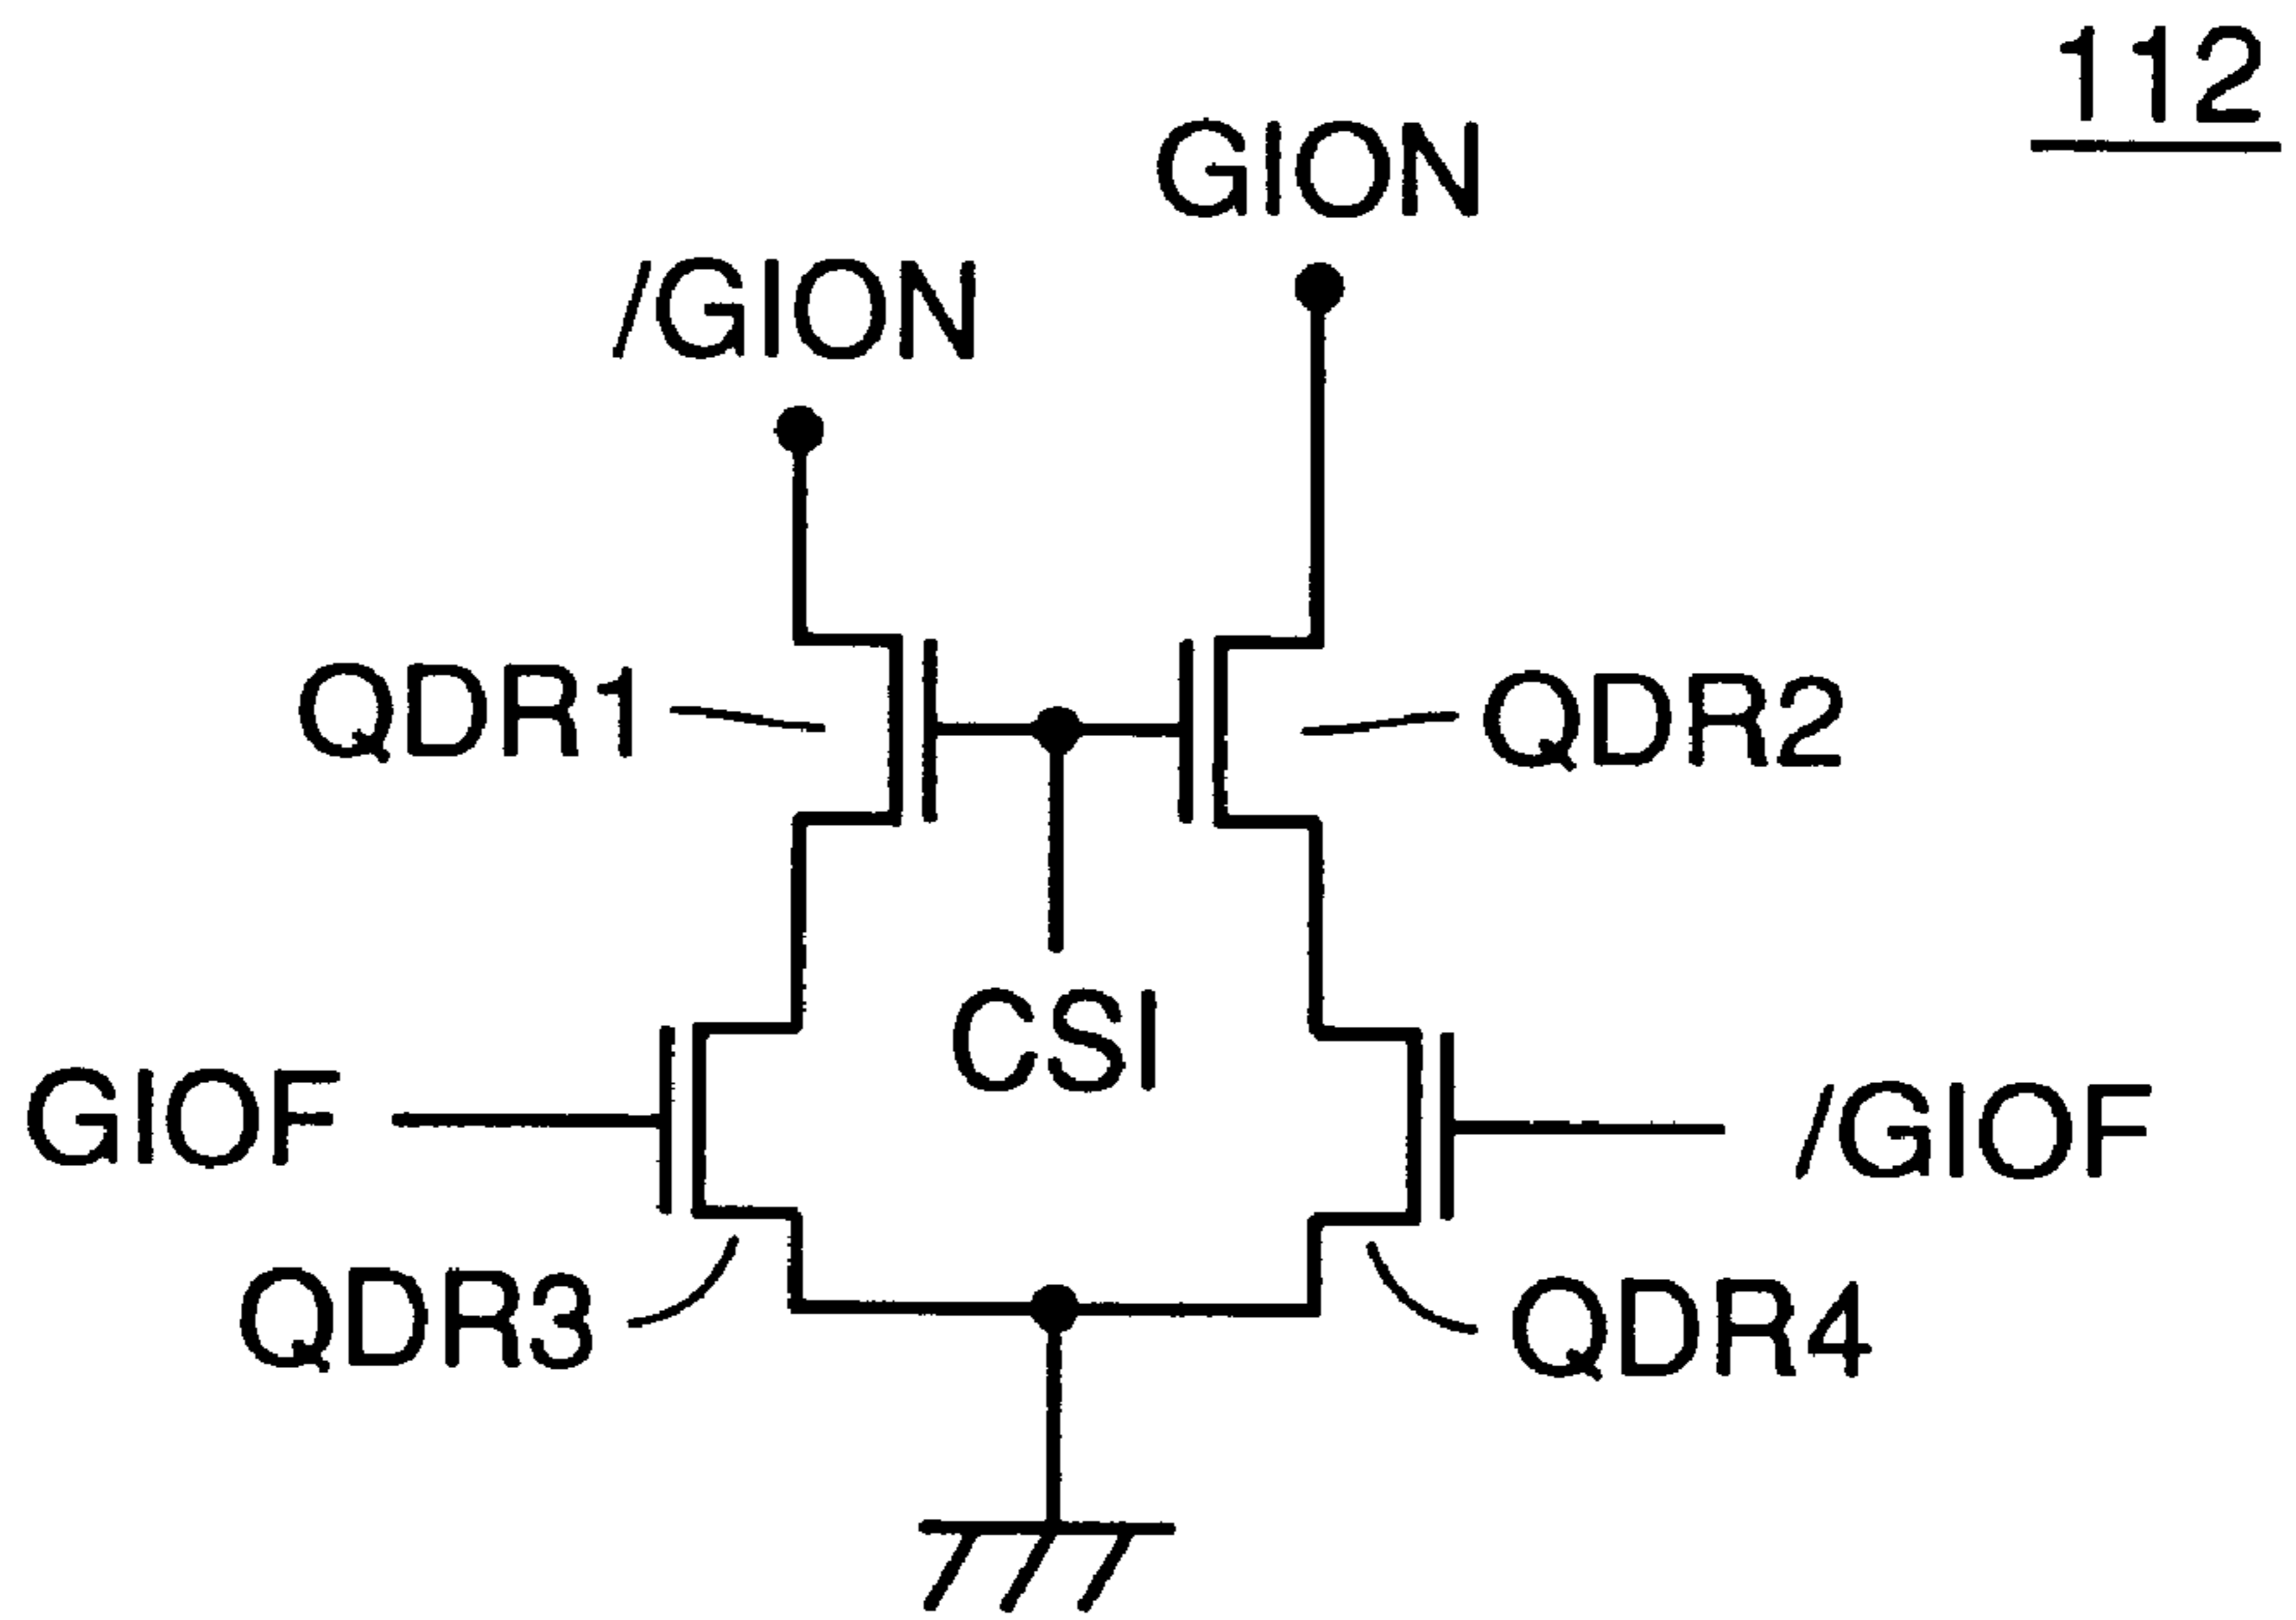 112
GION
/GION
QDR1
QDR2
CSI
GIOF
/GIOF
QDR3
QDR4